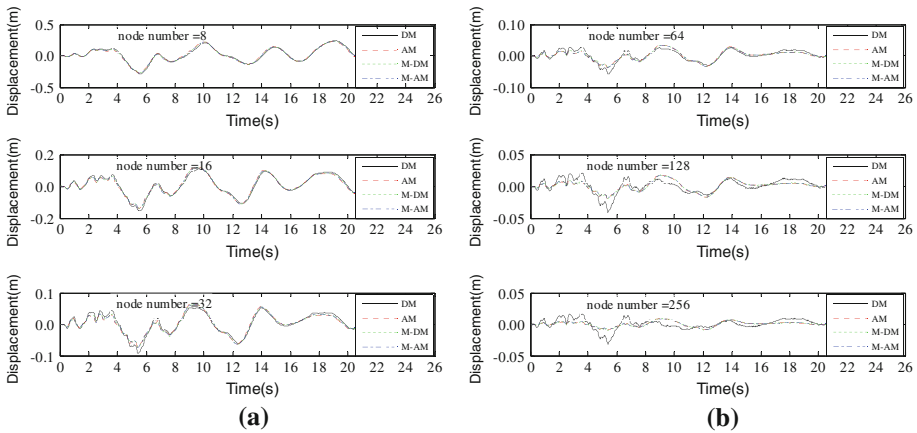 0.5
0.0
-0.5
Displacement(m)
node number =8
DM
AM
M-DM
M-AM
0 2 4 6 8 10 12 14 16 18 20 22 24 26
Time(s)
0.2
0.0
-0.2
Displacement(m)
node number =16
DM
AM
M-DM
M-AM
0 2 4 6 8 10 12 14 16 18 20 22 24 26
Time(s)
0.1
0.0
-0.1
Displacement(m)
node number =32
DM
AM
M-DM
M-AM
0 2 4 6 8 10 12 14 16 18 20 22 24 26
Time(s)
(a)
0.10
0.00
-0.10
Displacement(m)
node number =64
DM
AM
M-DM
M-AM
0 2 4 6 8 10 12 14 16 18 20 22 24 26
Time(s)
0.05
0.00
-0.05
Displacement(m)
node number =128
DM
AM
M-DM
M-AM
0 2 4 6 8 10 12 14 16 18 20 22 24 26
Time(s)
0.05
0.00
-0.05
Displacement(m)
node number =256
DM
AM
M-DM
M-AM
0 2 4 6 8 10 12 14 16 18 20 22 24 26
Time(s)
(b)